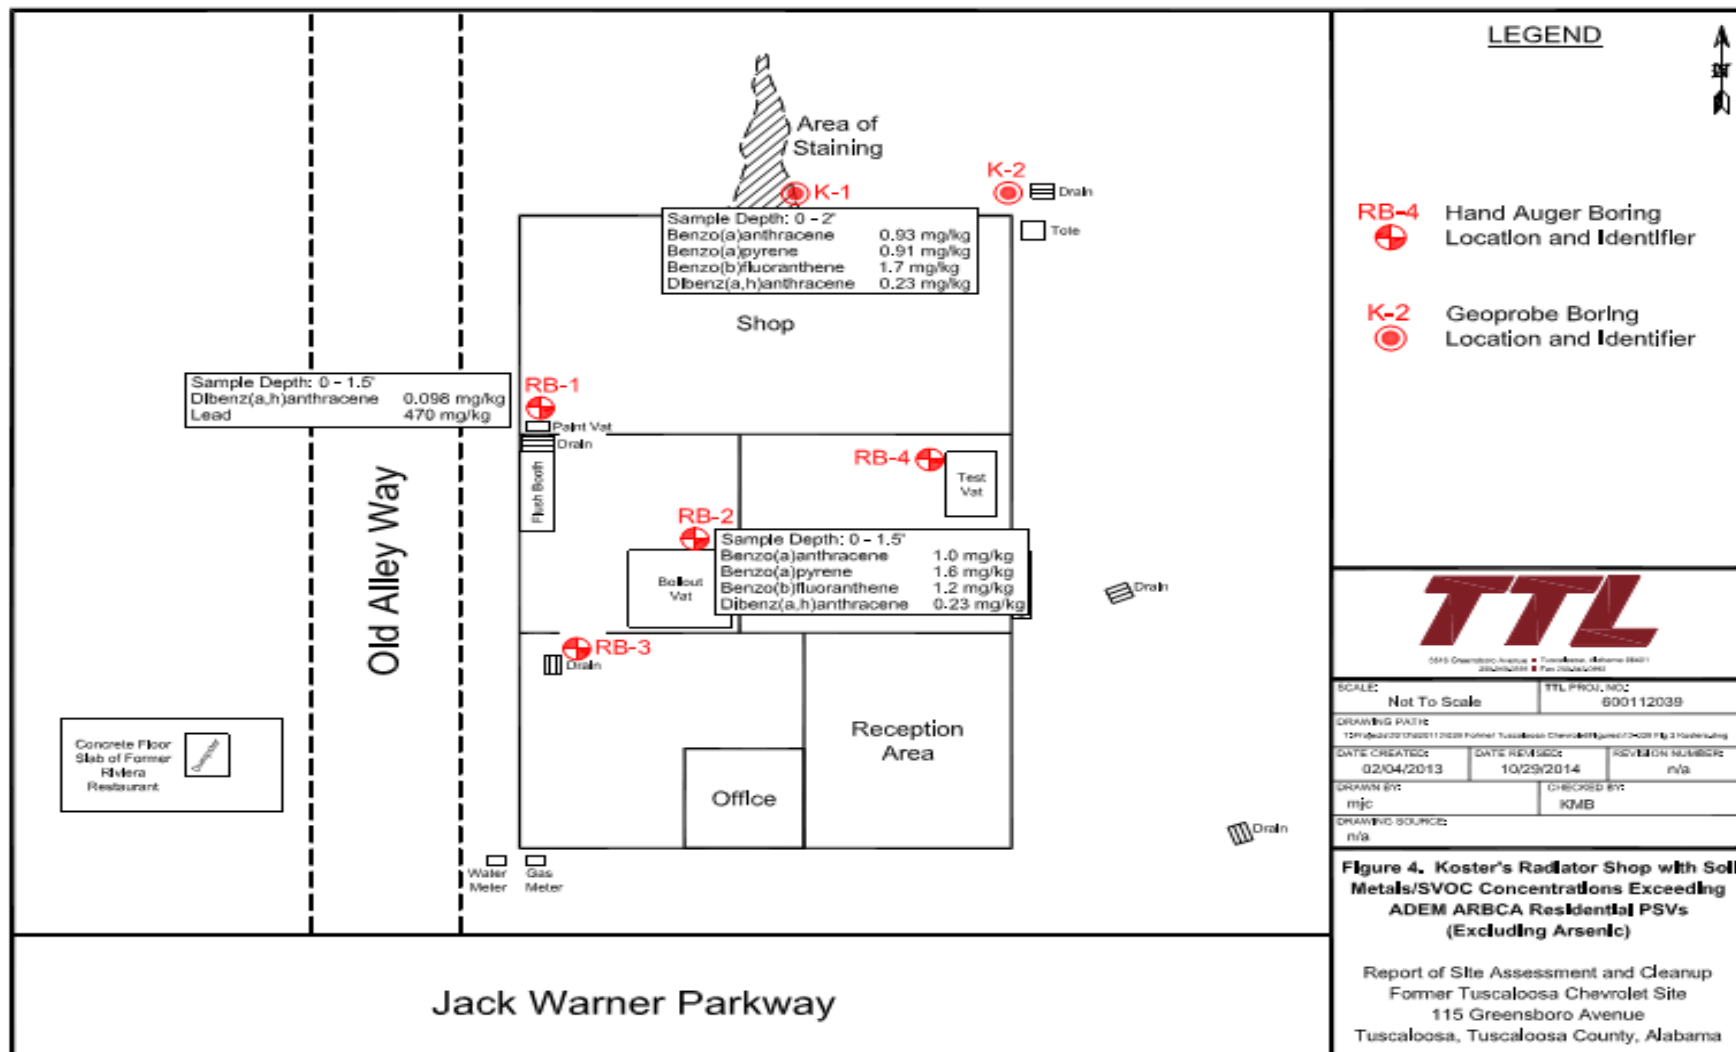 Area of
Staining
K-1
K-2
Drain
Tote
Sample Depth: 0 - 2'
Benzo(a)anthracene 0.93 mg/kg
Benzo(a)pyrene 0.91 mg/kg
Benzo(b)fluoranthene 1.7 mg/kg
Dibenz(a,h)anthracene 0.23 mg/kg
Shop
Sample Depth: 0 - 1.5'
Dibenz(a,h)anthracene 0.098 mg/kg
Lead 470 mg/kg
RB-1
Paint Vat
Drain
Flush Booth
RB-4
Test
Vat
RB-2
Sample Depth: 0 - 1.5'
Benzo(a)anthracene 1.0 mg/kg
Benzo(a)pyrene 1.6 mg/kg
Benzo(b)fluoranthene 1.2 mg/kg
Dibenz(a,h)anthracene 0.23 mg/kg
Boilout
Vat
Drain
RB-3
Drain
Old Alley Way
Concrete Floor
Slab of Former
Riviera
Restaurant
Dumpster
Reception
Area
Office
Drain
Water
Meter
Gas
Meter
Jack Warner Parkway
LEGEND
N
RB-4 Hand Auger Boring
Location and Identifier
K-2 Geoprobe Boring
Location and Identifier
TTL
Greensboro Avenue Tuscaloosa, Alabama 35401
SCALE:
Not To Scale
TTL PROJ. NO.:
600112039
DRAWING PATH:
DATE CREATED:
02/04/2013
DATE REVISED:
10/29/2014
REVISION NUMBER:
n/a
DRAWN BY:
mjc
CHECKED BY:
KMB
DRAWING SOURCE:
n/a
Figure 4. Koster's Radiator Shop with Soil
Metals/SVOC Concentrations Exceeding
ADEM ARBCA Residential PSVs
(Excluding Arsenic)
Report of Site Assessment and Cleanup
Former Tuscaloosa Chevrolet Site
115 Greensboro Avenue
Tuscaloosa, Tuscaloosa County, Alabama